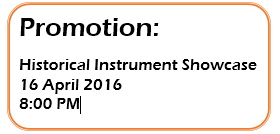 Promotion:
Historical Instrument Showcase
16 April 2016
8:00 PM